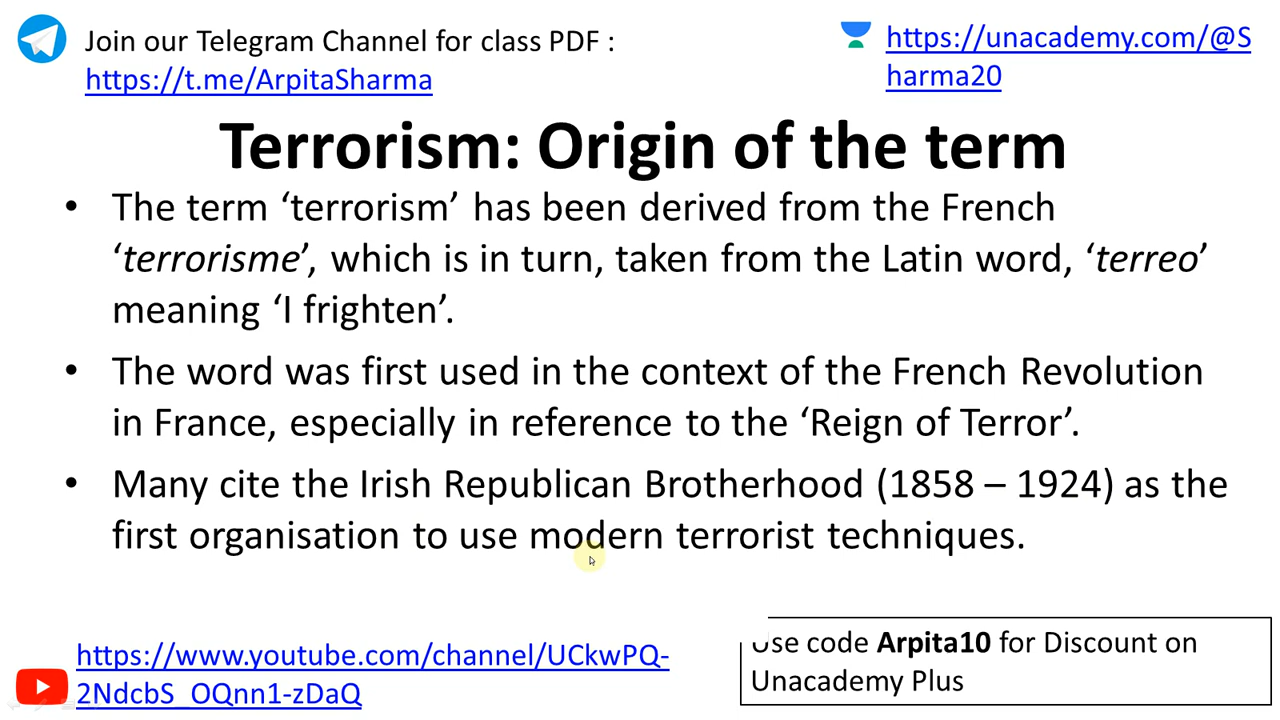 Join our Telegram Channel for class PDF :
https://t.me/ArpitaSharma
https://unacademy.com/@S
harma20
Terrorism: Origin of the term
• The term ‘terrorism’ has been derived from the French
‘terrorisme’, which is in turn, taken from the Latin word, ‘terreo’
meaning ‘I frighten’.
• The word was first used in the context of the French Revolution
in France, especially in reference to the ‘Reign of Terror’.
• Many cite the Irish Republican Brotherhood (1858 – 1924) as the
first organisation to use modern terrorist techniques.
https://www.youtube.com/channel/UCkwPQ-
2NdcbS_OQnn1-zDaQ
Use code Arpita10 for Discount on
Unacademy Plus